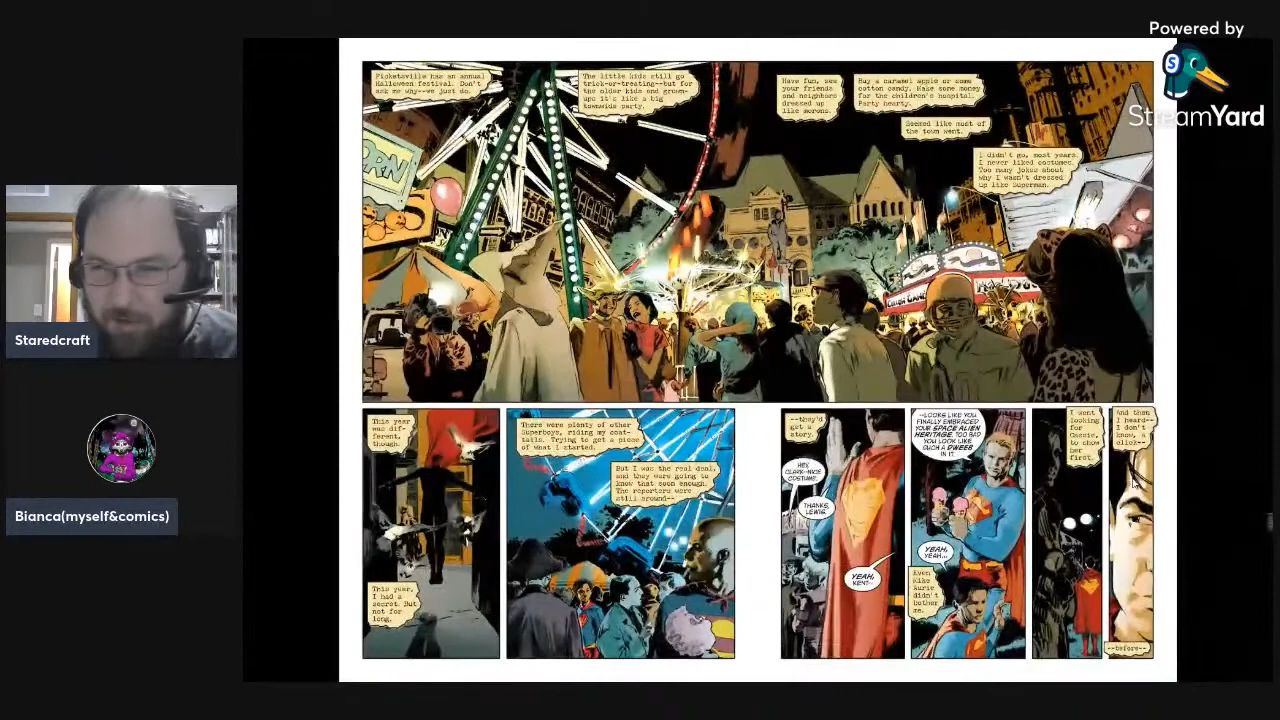 Powered by
StreamYard
Staredcraft
Bianca(myself&comics)
Picketsville has an annual
Halloween festival. Don't
ask me why--we just do.
The little kids still go
trick-or-treating--but for
the older kids and grown-
ups it's like a big
townwide party.
Have fun, see
your friends
and neighbors
dressed up
like morons.
Buy a caramel apple or some
cotton candy. Make some money
for the children's hospital.
Party hearty.
Seemed like most of
the town went.
I didn't go, most years.
I never liked costumes.
Too many jokes about
why I wasn't dressed
up like Superman.
ORN
This year
was dif-
ferent,
though.
This year,
I had a
secret. But
not for
long.
There were plenty of other
Superboys, riding my coat-
tails. Trying to get a piece
of what I started.
But I was the real deal,
and they were going to
know that soon enough.
The reporters were
still around--
--they'd
get a
story.
HEY,
CLARK--NICE
COSTUME.
THANKS,
LEWIS.
YEAH,
KENT--
--LOOKS LIKE YOU
FINALLY EMBRACED
YOUR SPACE ALIEN
HERITAGE. TOO BAD
YOU LOOK LIKE
SUCH A DWEEB
IN IT.
YEAH,
YEAH...
Even
Mike
Aurie
didn't
bother
me.
I went
looking
for
Cassie,
to show
her
first.
And then
I heard--
I don't
know, a
click--
--before--